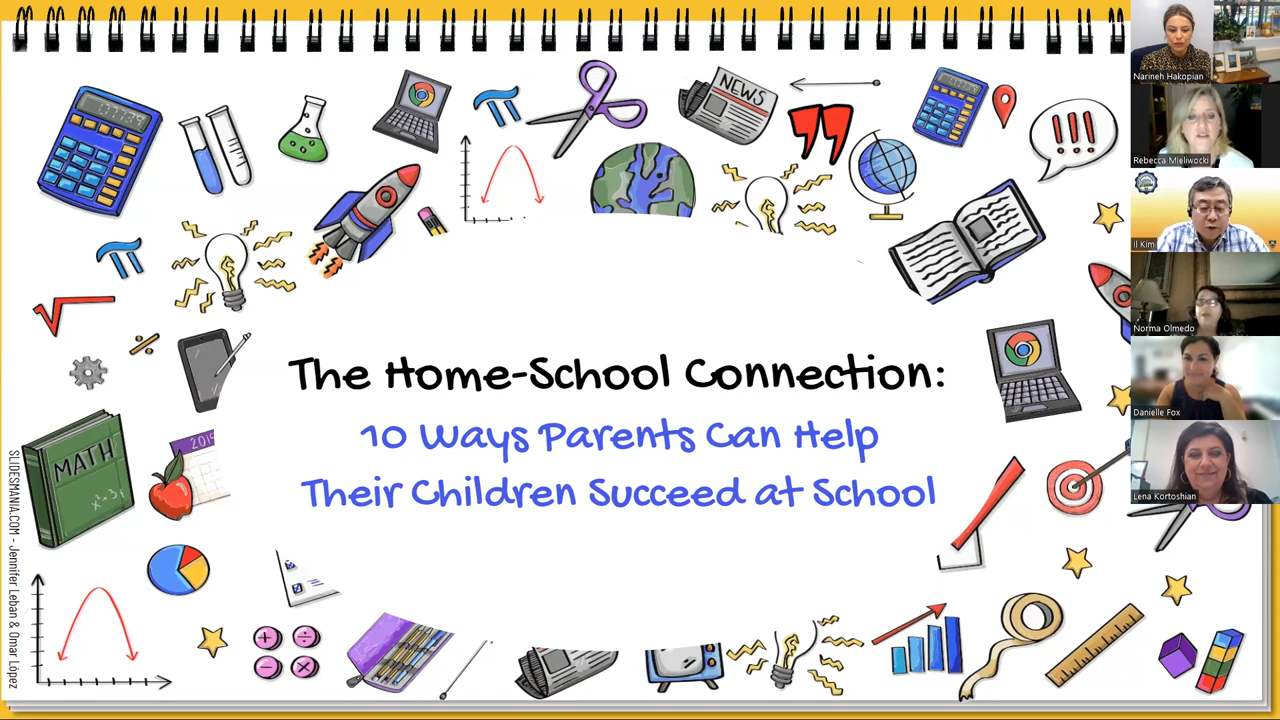 NEWS
The Home-School Connection:
10 Ways Parents Can Help
Their Children Succeed at School
MATH
SLIDESMANIA.COM - Jennifer Leban & Omar López
Narineh Hakopian
Rebecca Mieliwocki
Il Kim
Norma Olmedo
Danielle Fox
Lena Kortoshian